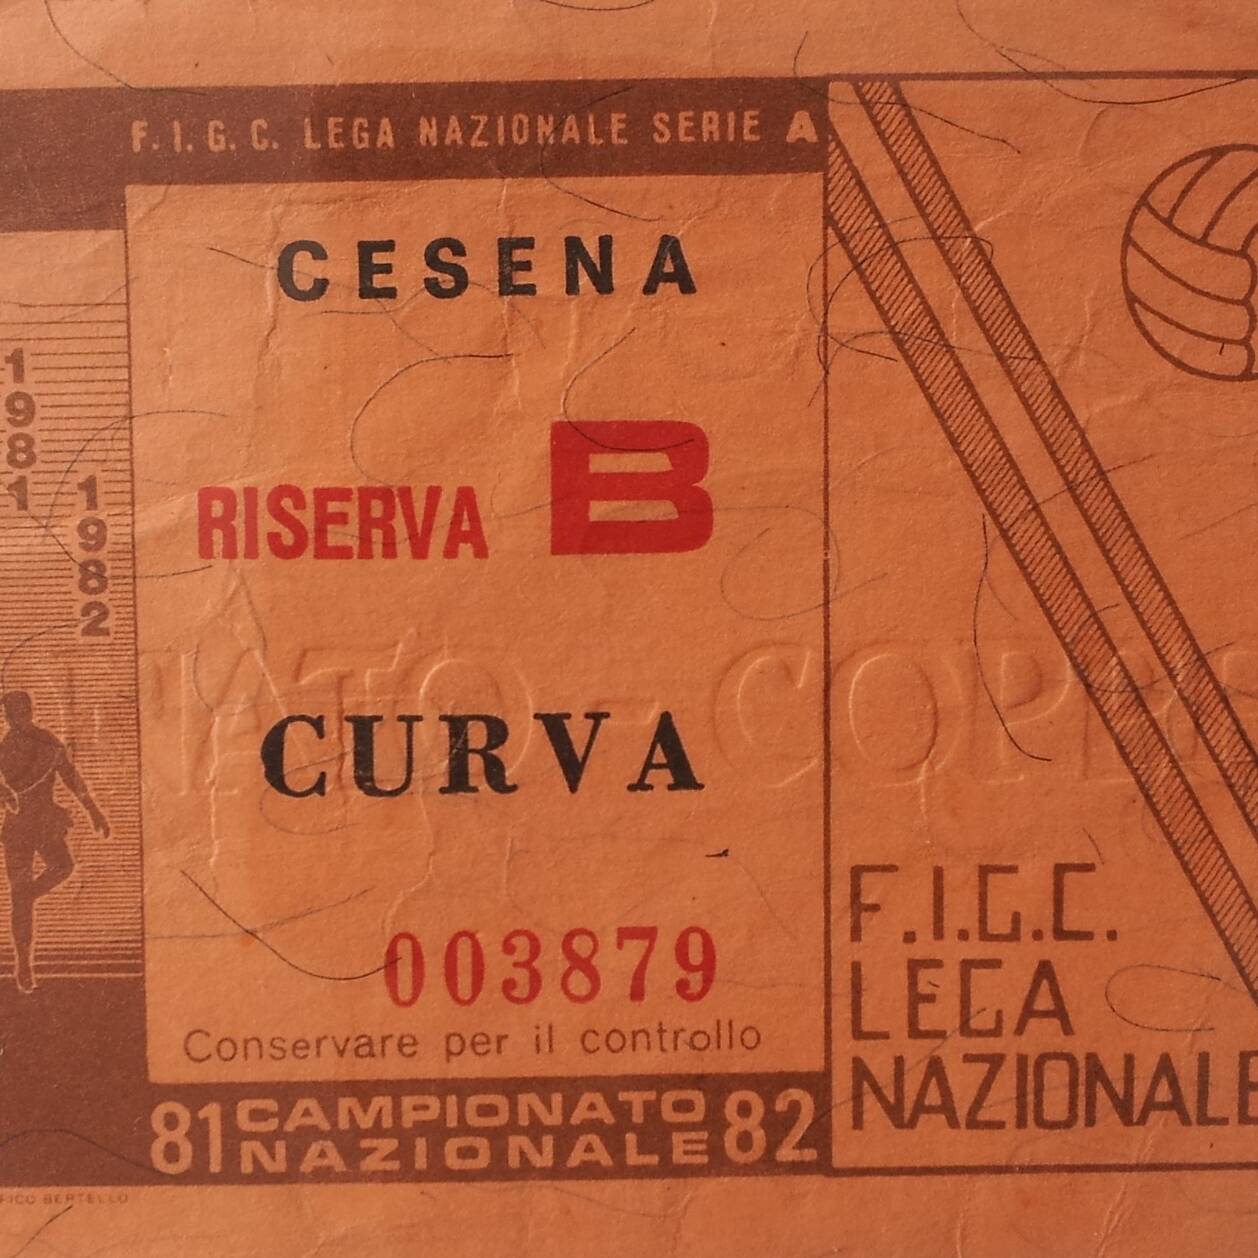 F. I. G. C. LEGA NAZIONALE SERIE A
CESENA
1981
1982
RISERVA B
CURVA
003879
Conservare per il controllo
81 CAMPIONATO NAZIONALE 82
F.I.G.C.
LEGA
NAZIONALE
BERTELLO